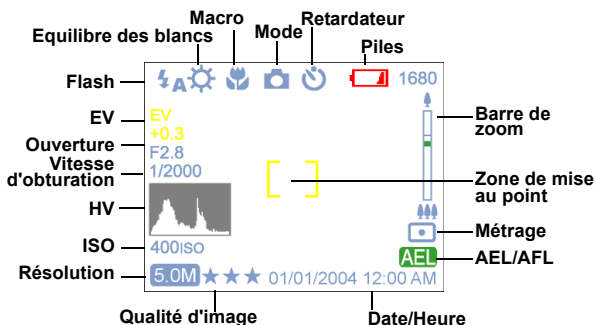 Macro
Retardateur
Equilibre des blancs
Mode
Piles
Flash
A
1680
EV
EV
+0.3
Barre de
zoom
Ouverture
F2.8
Vitesse
d'obturation
1/2000
Zone de mise
au point
HV
Métrage
ISO
400ISO
AEL
AEL/AFL
Résolution
5.0M
01/01/2004 12:00 AM
Qualité d'image
Date/Heure